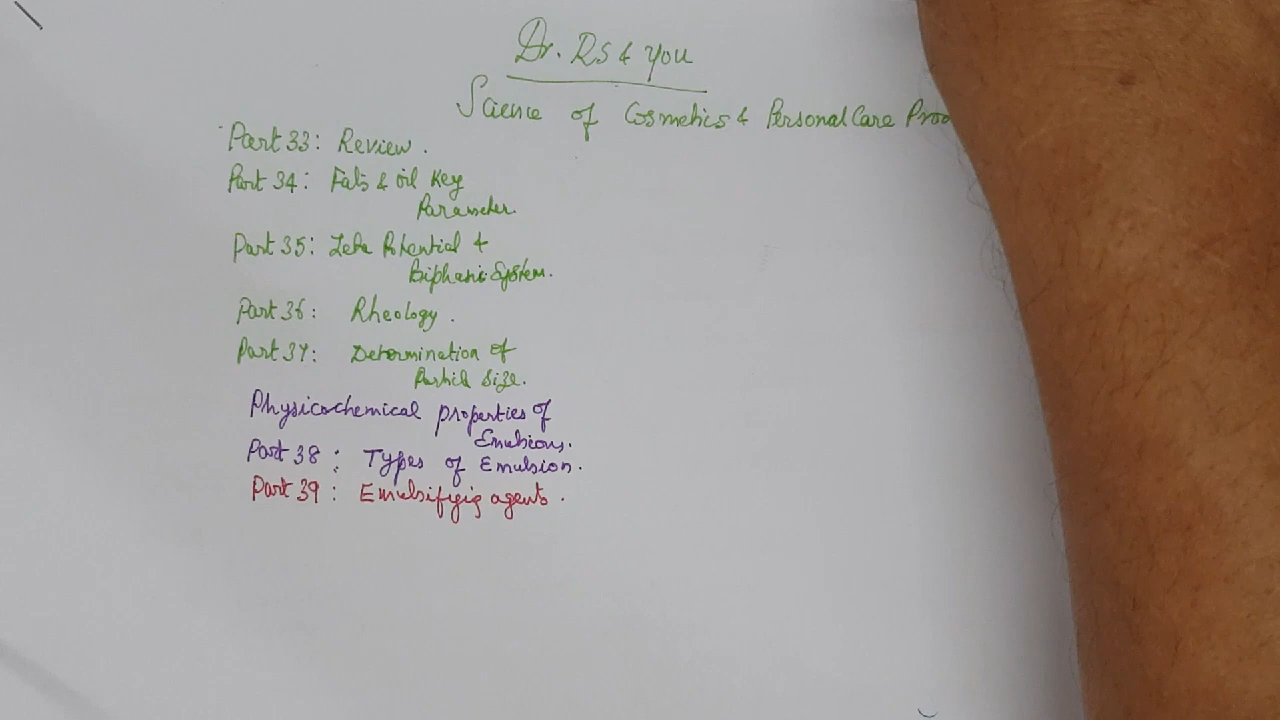 Dr. RS & You
Science of Cosmetics & Personal Care Proo
Part 33: Review.
Part 34: Fats & oil Key
Parameter.
Part 35: Zeta Potential &
Biphasic System.
Part 36: Rheology.
Part 37: Determination of
Particle Size.
Physicochemical properties of
Emulsions.
Part 38: Types of Emulsion.
Part 39: Emulsifyig agents.